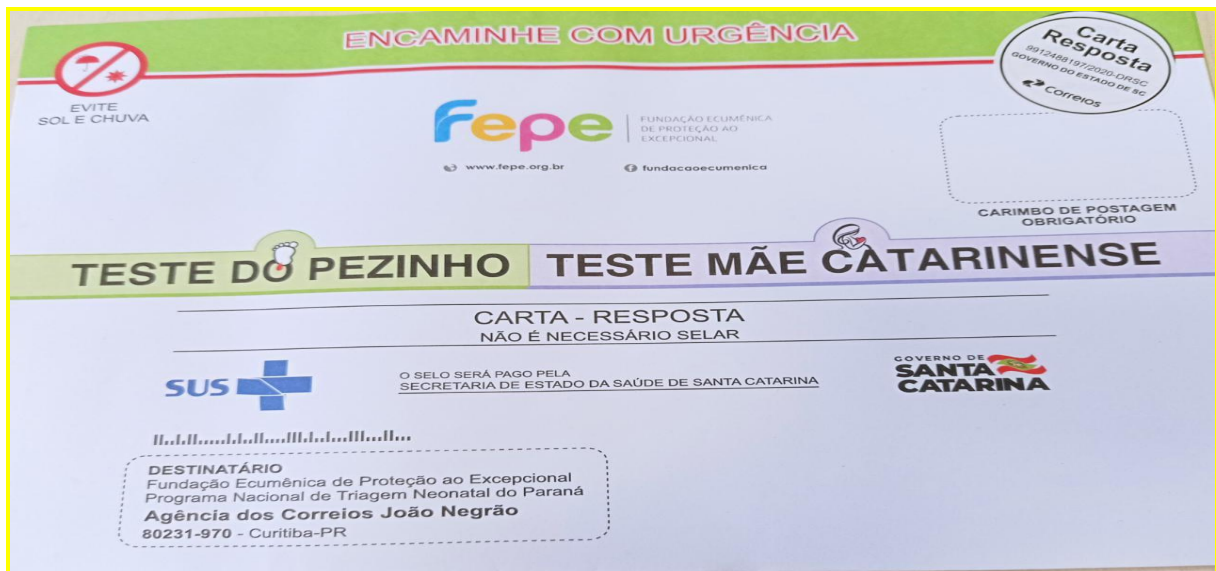 ENCAMINHE COM URGÊNCIA
EVITE
SOL E CHUVA
Carta
Resposta
9912488197/2020-DRSC
GOVERNO DO ESTADO DE SC
Correios
Fepe
FUNDAÇÃO ECUMÊNICA
DE PROTEÇÃO AO
EXCEPCIONAL
www.fepe.org.br
fundacaoecumenica
CARIMBO DE POSTAGEM
OBRIGATÓRIO
TESTE DO PEZINHO
TESTE MÃE CATARINENSE
CARTA - RESPOSTA
NÃO É NECESSÁRIO SELAR
SUS
O SELO SERÁ PAGO PELA
SECRETARIA DE ESTADO DA SAÚDE DE SANTA CATARINA
GOVERNO DE
SANTA
CATARINA
DESTINATÁRIO
Fundação Ecumênica de Proteção ao Excepcional
Programa Nacional de Triagem Neonatal do Paraná
Agência dos Correios João Negrão
80231-970 - Curitiba-PR